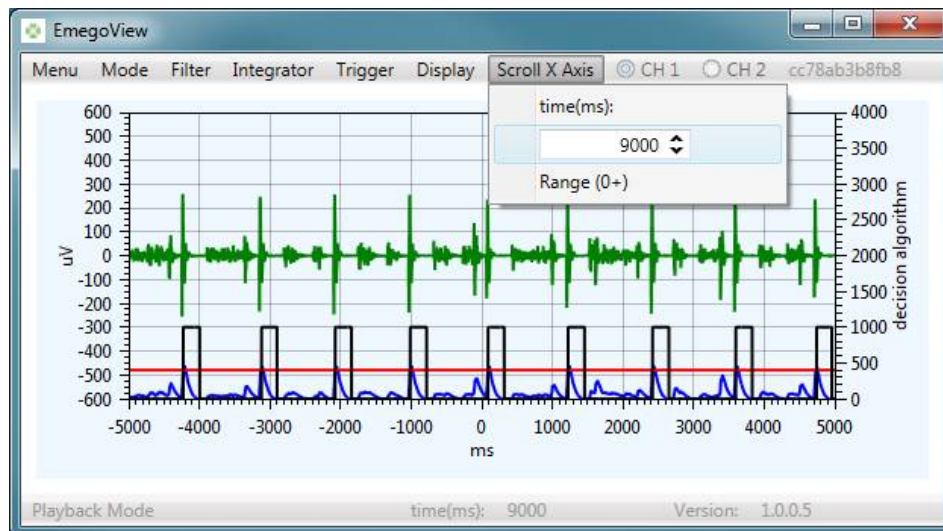 EmegoView
Menu Mode Filter Integrator Trigger Display Scroll X Axis CH 1 CH 2 cc78ab3b8fb8
time(ms):
9000
Range (0+)
600
500
400
300
200
100
0
-100
-200
-300
-400
-500
-600
uV
4000
3500
3000
2500
2000
1500
1000
500
0
decision algorithm
-5000 -4000 -3000 -2000 -1000 0 1000 2000 3000 4000 5000
ms
Playback Mode time(ms): 9000 Version: 1.0.0.5